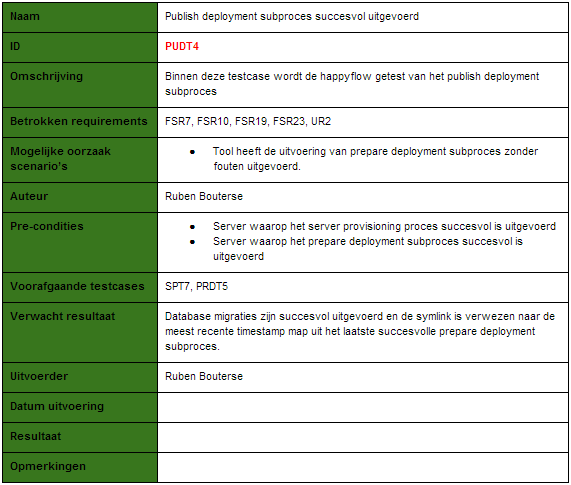 Naam
Publish deployment subproces succesvol uitgevoerd
ID
PUDT4
Omschrijving
Binnen deze testcase wordt de happyflow getest van het publish deployment
subproces
Betrokken requirements
FSR7, FSR10, FSR19, FSR23, UR2
Mogelijke oorzaak
scenario's
● Tool heeft de uitvoering van prepare deployment subproces zonder
fouten uitgevoerd.
Auteur
Ruben Bouterse
Pre-condities
● Server waarop het server provisioning proces succesvol is uitgevoerd
● Server waarop het prepare deployment subproces succesvol is
uitgevoerd
Voorafgaande testcases
SPT7, PRDT5
Verwacht resultaat
Database migraties zijn succesvol uitgevoerd en de symlink is verwezen naar de
meest recente timestamp map uit het laatste succesvolle prepare deployment
subproces.
Uitvoerder
Ruben Bouterse
Datum uitvoering
Resultaat
Opmerkingen